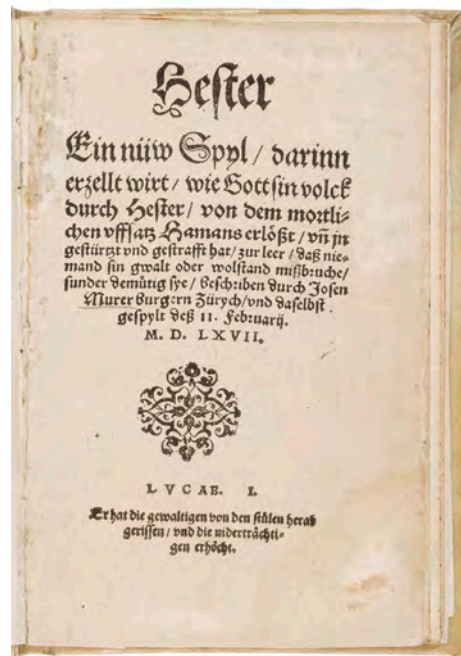 Hester
Ein nüw Spyl / darinn
erzellt wirt / wie Gott sin volck
durch Hester / von dem mortli-
chen vffsatz Hamans erlößt / vñ jn
gestürtzt vnd gestrafft hat / zur leer / daß nie-
mand sin gwalt oder wolstand mißbruche /
sunder demütig sye / Beschriben durch Josen
Murer Burgern Zürych / vnd daselbst
gespylt deß 11. Februarij.
M. D. LXVII.
LVCAE. I.
Er hat die gewaltigen von den stülen herab
gerissen / vnd die niderträchti-
gen erhöcht.